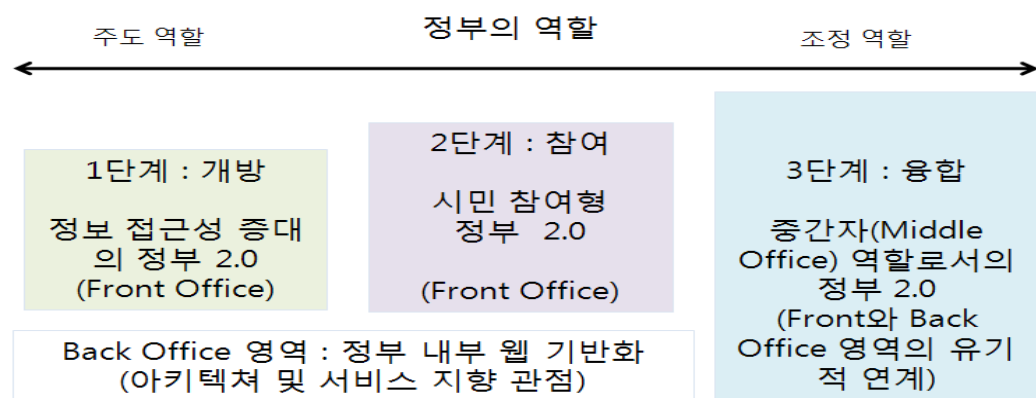 주도 역할
정부의 역할
조정 역할
1단계 : 개방
정보 접근성 증대
의 정부 2.0
(Front Office)
2단계 : 참여
시민 참여형
정부 2.0
(Front Office)
3단계 : 융합
중간자(Middle
Office) 역할로서의
정부 2.0
(Front와 Back
Office 영역의 유기
적 연계)
Back Office 영역 : 정부 내부 웹 기반화
(아키텍쳐 및 서비스 지향 관점)